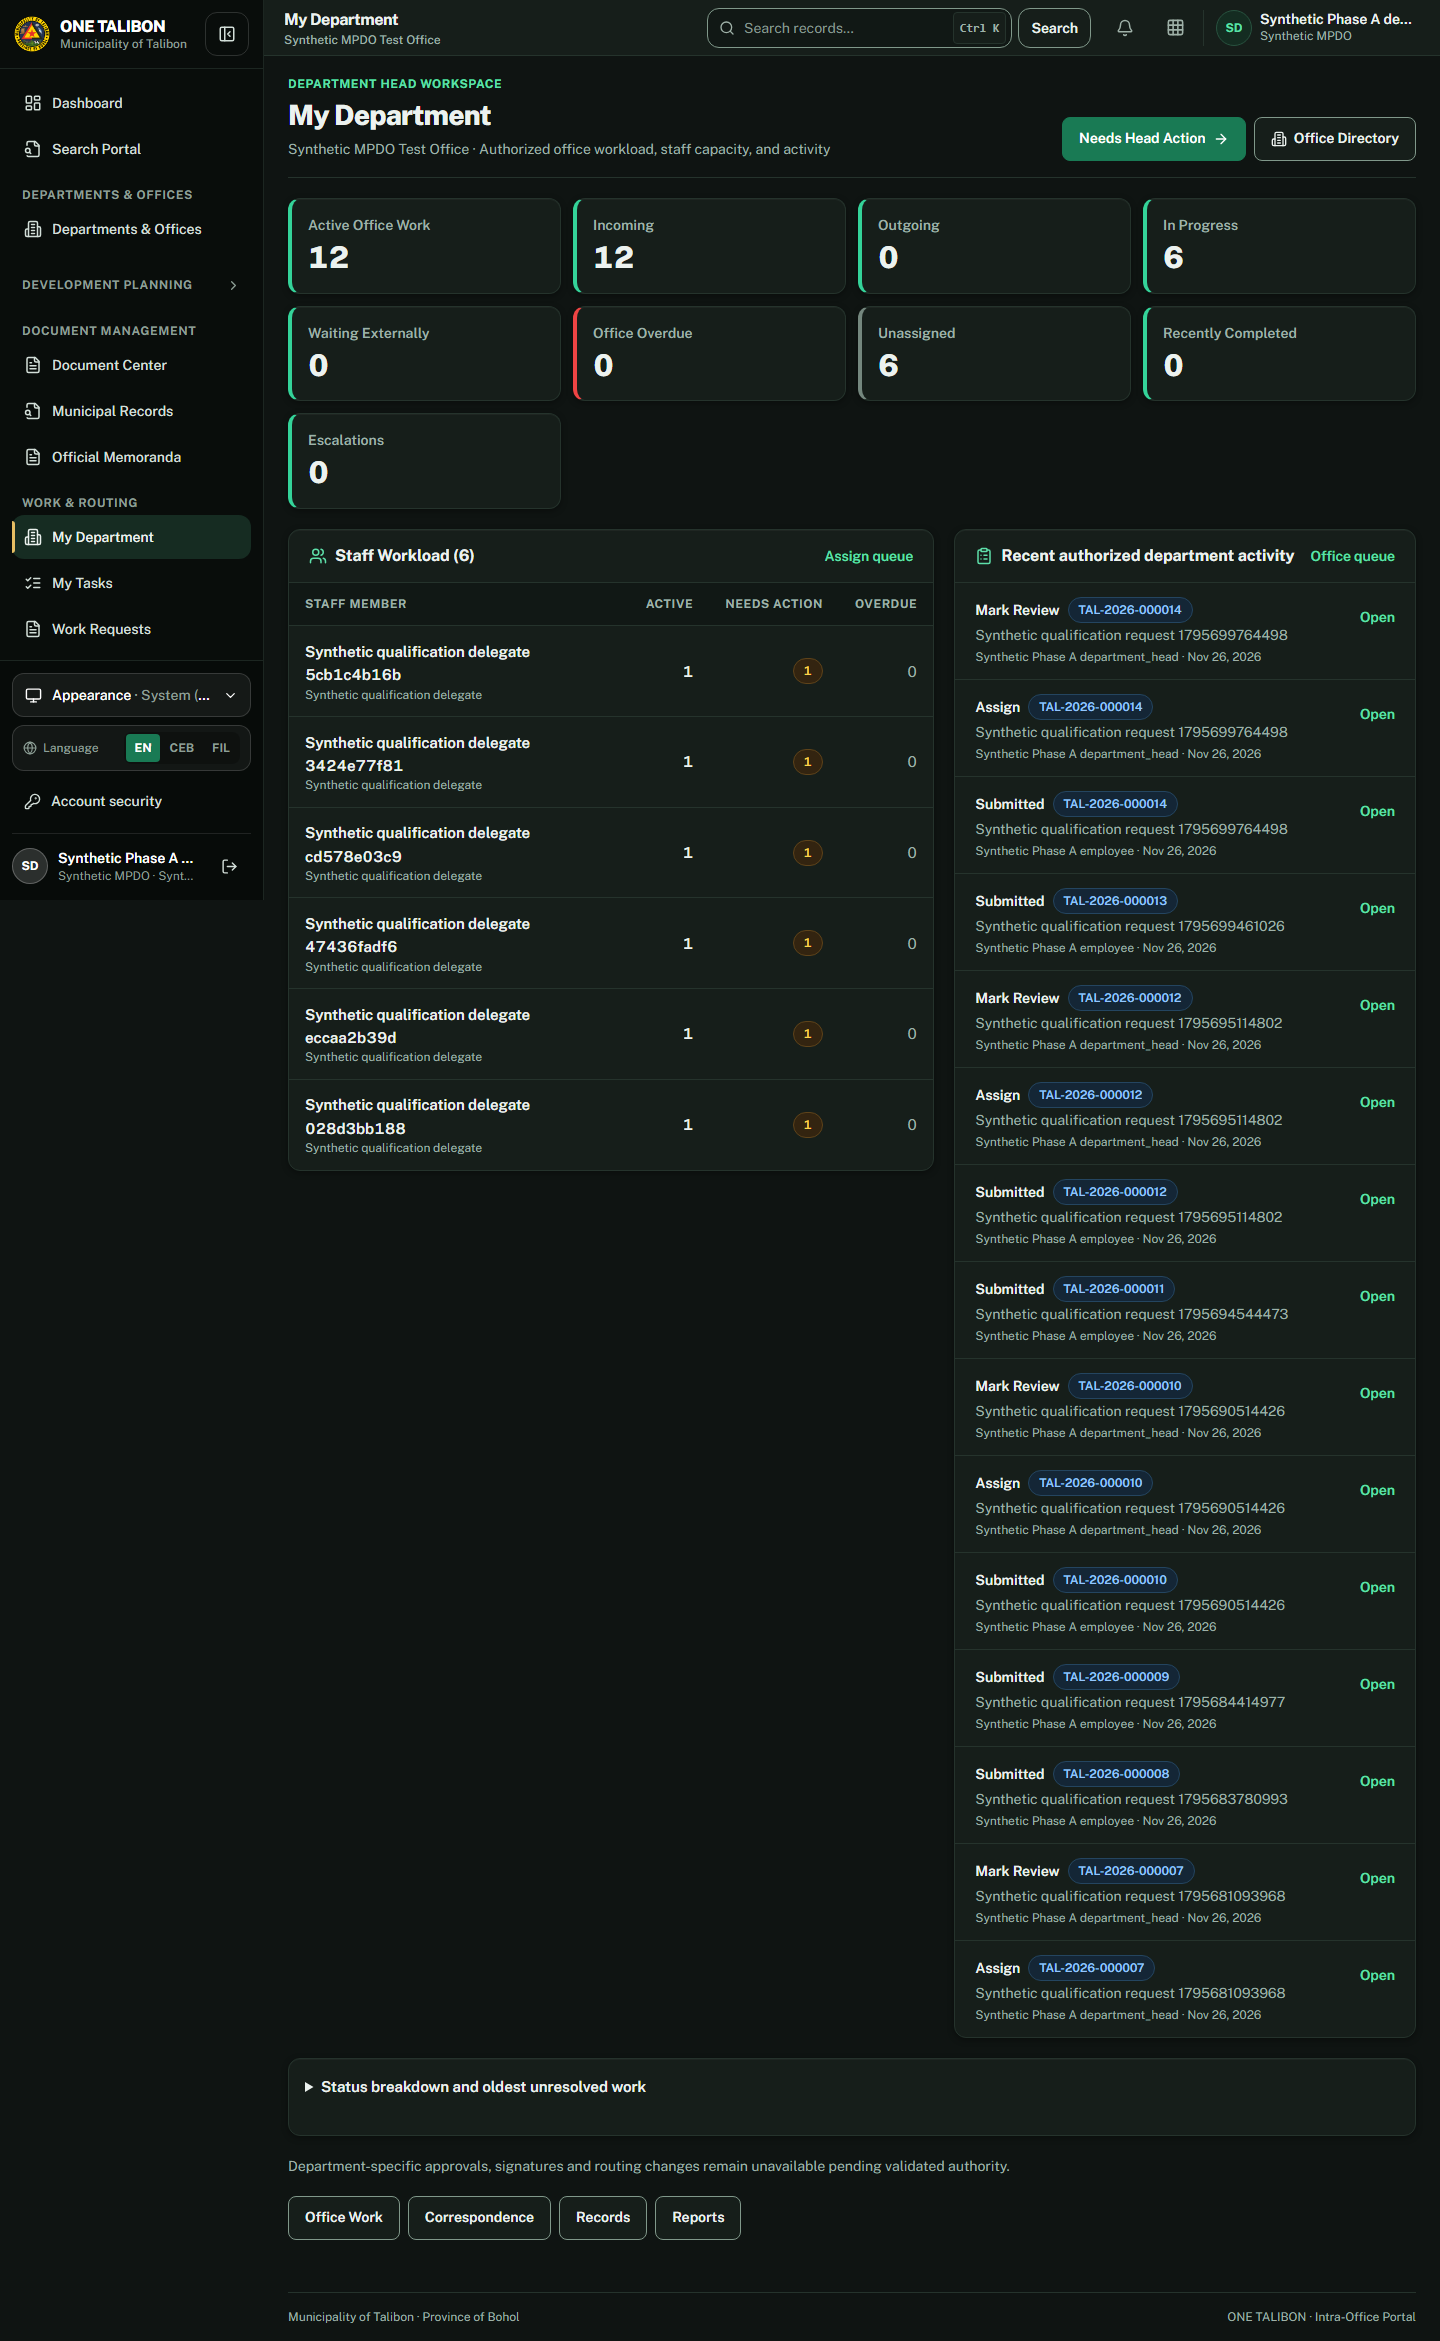 ONE TALIBON
Municipality of Talibon
Dashboard
Search Portal
DEPARTMENTS & OFFICES
Departments & Offices
DEVELOPMENT PLANNING
DOCUMENT MANAGEMENT
Document Center
Municipal Records
Official Memoranda
WORK & ROUTING
My Department
My Tasks
Work Requests
Appearance · System (...
Language EN CEB FIL
Account security
SD Synthetic Phase A ...
Synthetic MPDO · Synt...
My Department
Synthetic MPDO Test Office
Search records... Ctrl K Search
SD Synthetic Phase A de...
Synthetic MPDO
DEPARTMENT HEAD WORKSPACE
My Department
Synthetic MPDO Test Office · Authorized office workload, staff capacity, and activity
Needs Head Action Office Directory
Active Office Work
12
Incoming
12
Outgoing
0
In Progress
6
Waiting Externally
0
Office Overdue
0
Unassigned
6
Recently Completed
0
Escalations
0
Staff Workload (6) Assign queue
STAFF MEMBER ACTIVE NEEDS ACTION OVERDUE
Synthetic qualification delegate
5cb1c4b16b 1 1 0
Synthetic qualification delegate
Synthetic qualification delegate
3424e77f81 1 1 0
Synthetic qualification delegate
Synthetic qualification delegate
cd578e03c9 1 1 0
Synthetic qualification delegate
Synthetic qualification delegate
47436fadf6 1 1 0
Synthetic qualification delegate
Synthetic qualification delegate
eccaa2b39d 1 1 0
Synthetic qualification delegate
Synthetic qualification delegate
028d3bb188 1 1 0
Synthetic qualification delegate
Recent authorized department activity Office queue
Mark Review TAL-2026-000014 Open
Synthetic qualification request 1795699764498
Synthetic Phase A department_head · Nov 26, 2026
Assign TAL-2026-000014 Open
Synthetic qualification request 1795699764498
Synthetic Phase A department_head · Nov 26, 2026
Submitted TAL-2026-000014 Open
Synthetic qualification request 1795699764498
Synthetic Phase A employee · Nov 26, 2026
Submitted TAL-2026-000013 Open
Synthetic qualification request 1795699461026
Synthetic Phase A employee · Nov 26, 2026
Mark Review TAL-2026-000012 Open
Synthetic qualification request 1795695114802
Synthetic Phase A department_head · Nov 26, 2026
Assign TAL-2026-000012 Open
Synthetic qualification request 1795695114802
Synthetic Phase A department_head · Nov 26, 2026
Submitted TAL-2026-000012 Open
Synthetic qualification request 1795695114802
Synthetic Phase A employee · Nov 26, 2026
Submitted TAL-2026-000011 Open
Synthetic qualification request 1795694544473
Synthetic Phase A employee · Nov 26, 2026
Mark Review TAL-2026-000010 Open
Synthetic qualification request 1795690514426
Synthetic Phase A department_head · Nov 26, 2026
Assign TAL-2026-000010 Open
Synthetic qualification request 1795690514426
Synthetic Phase A department_head · Nov 26, 2026
Submitted TAL-2026-000010 Open
Synthetic qualification request 1795690514426
Synthetic Phase A employee · Nov 26, 2026
Submitted TAL-2026-000009 Open
Synthetic qualification request 1795684414977
Synthetic Phase A employee · Nov 26, 2026
Submitted TAL-2026-000008 Open
Synthetic qualification request 1795683780993
Synthetic Phase A employee · Nov 26, 2026
Mark Review TAL-2026-000007 Open
Synthetic qualification request 1795681093968
Synthetic Phase A department_head · Nov 26, 2026
Assign TAL-2026-000007 Open
Synthetic qualification request 1795681093968
Synthetic Phase A department_head · Nov 26, 2026
Status breakdown and oldest unresolved work
Department-specific approvals, signatures and routing changes remain unavailable pending validated authority.
Office Work Correspondence Records Reports
Municipality of Talibon · Province of Bohol
ONE TALIBON · Intra-Office Portal